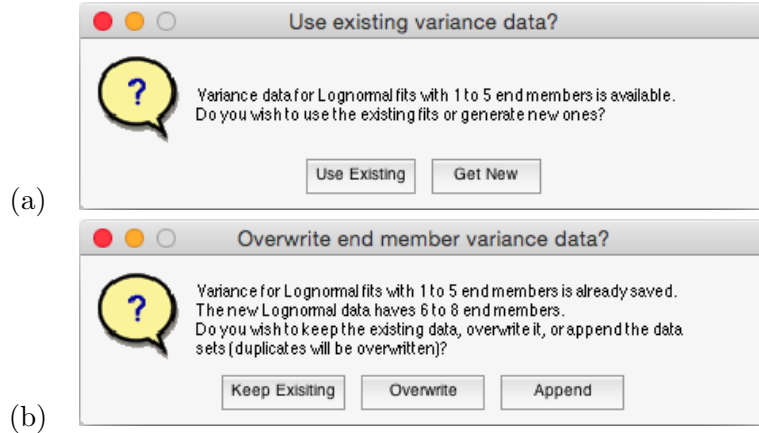 Use existing variance data?
?
Variance data for Lognormal fits with 1 to 5 end members is available.
Do you wish to use the existing fits or generate new ones?
Use Existing Get New
(a)
Overwrite end member variance data?
?
Variance for Lognormal fits with 1 to 5 end members is already saved.
The new Lognormal data haves 6 to 8 end members.
Do you wish to keep the existing data, overwrite it, or append the data
sets (duplicates will be overwritten)?
Keep Exisiting Overwrite Append
(b)